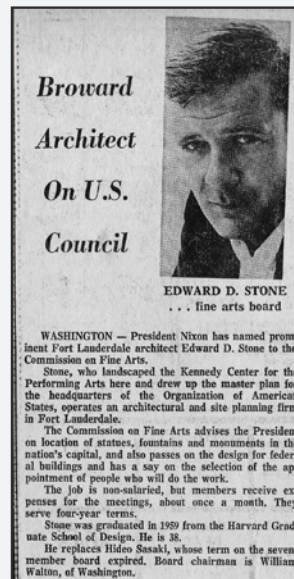 Broward
Architect
On U.S.
Council
EDWARD D. STONE
. . . fine arts board
WASHINGTON — President Nixon has named prom
inent Fort Lauderdale architect Edward D. Stone to the
Commission on Fine Arts.
Stone, who landscaped the Kennedy Center for the
Performing Arts here and drew up the master plan for
the headquarters of the Organization of American
States, operates an architectural and site planning firm
in Fort Lauderdale.
The Commission on Fine Arts advises the Presiden
on location of statues, fountains and monuments in the
nation's capital, and also passes on the design for feder
al buildings and has a say on the selection of the ap
pointment of people who will do the work.
The job is non-salaried, but members receive ex
penses for the meetings, about once a month. They
serve four-year terms.
Stone was graduated in 1959 from the Harvard Grad
uate School of Design. He is 38.
He replaces Hideo Sasaki, whose term on the seven
member board expired. Board chairman is William
Walton, of Washington.